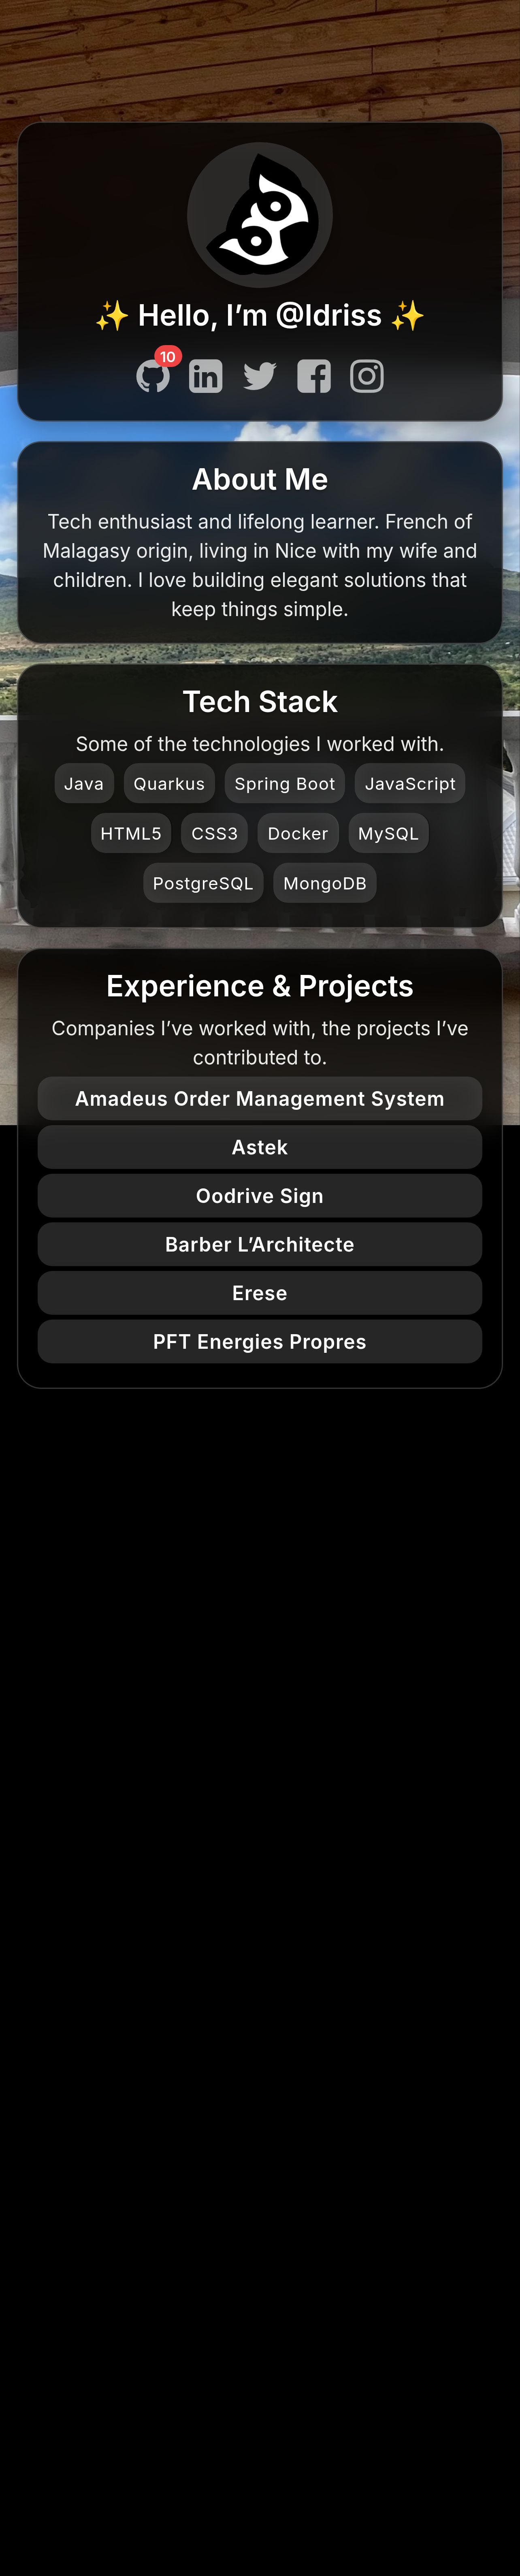 ✨ Hello, I’m @Idriss ✨
10
About Me
Tech enthusiast and lifelong learner. French of
Malagasy origin, living in Nice with my wife and
children. I love building elegant solutions that
keep things simple.
Tech Stack
Some of the technologies I worked with.
Java Quarkus Spring Boot JavaScript
HTML5 CSS3 Docker MySQL
PostgreSQL MongoDB
Experience & Projects
Companies I’ve worked with, the projects I’ve
contributed to.
Amadeus Order Management System
Astek
Oodrive Sign
Barber L’Architecte
Erese
PFT Energies Propres